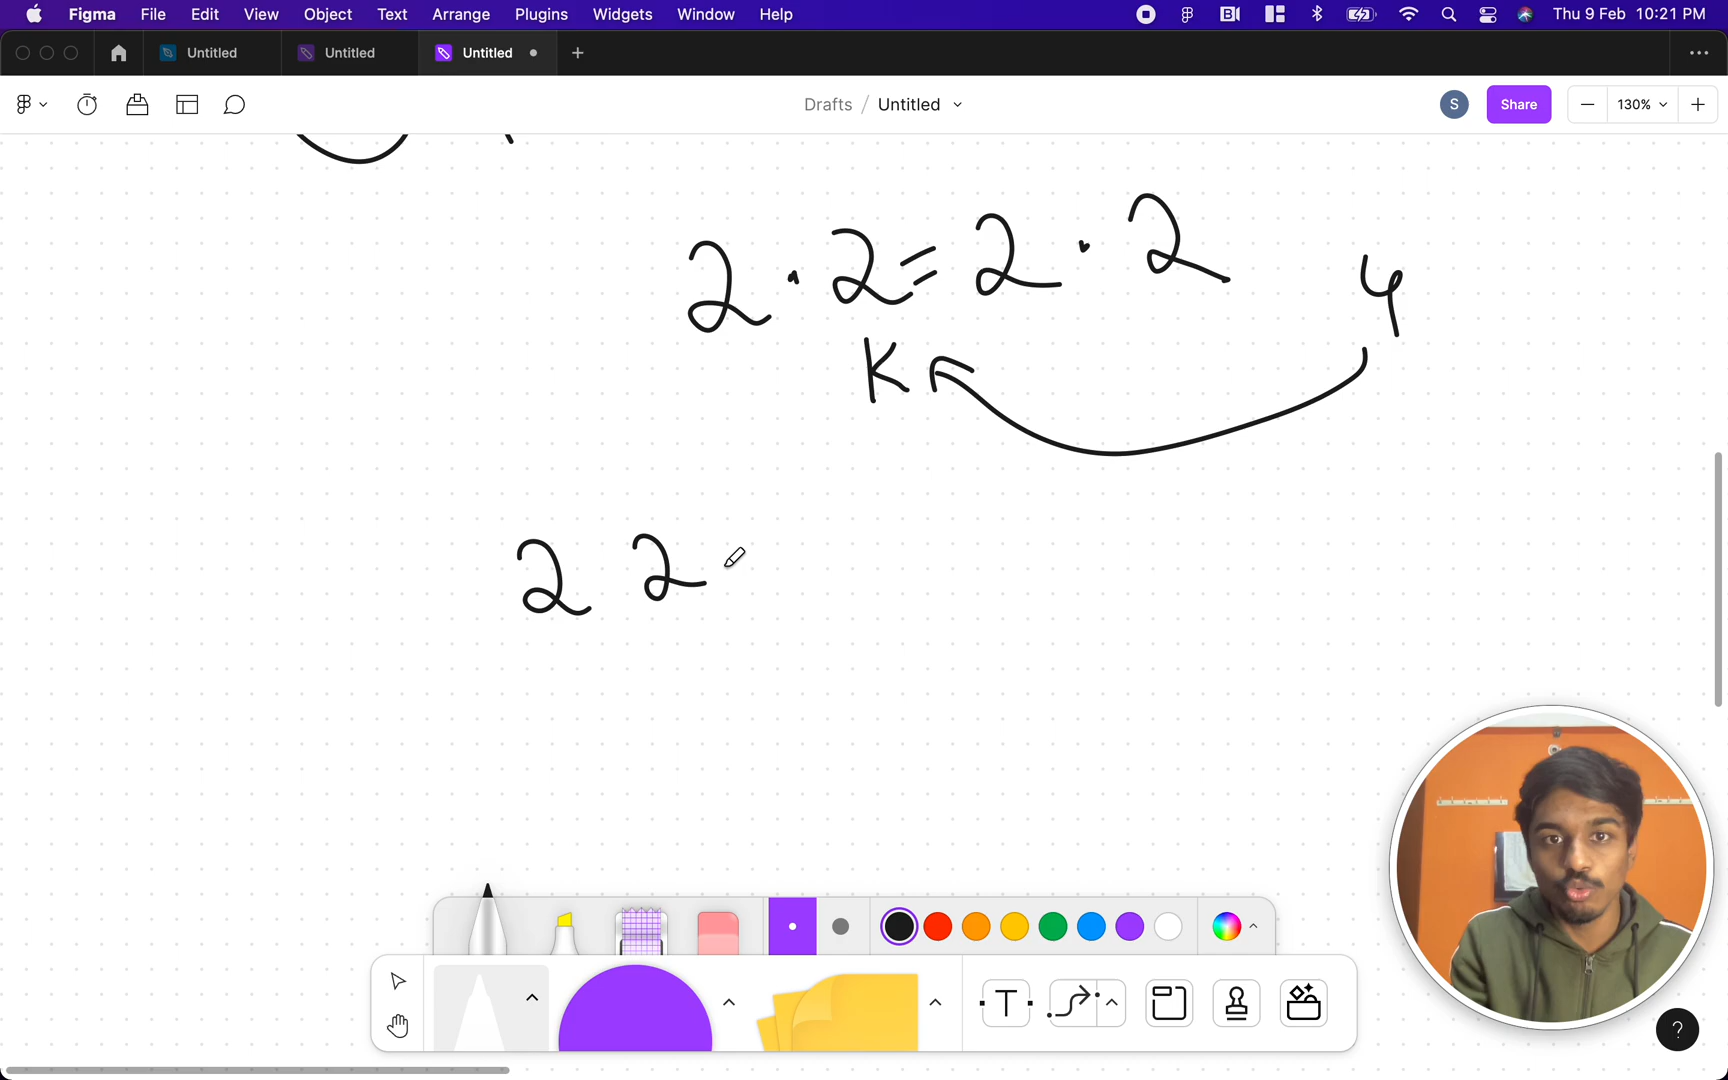 Figma File Edit View Object Text Arrange Plugins Widgets Window Help Thu 9 Feb 10:21 PM
Untitled Untitled Untitled
Drafts / Untitled S Share 130%
2 · 2 = 2 · 2 4
K
2 2
T
?